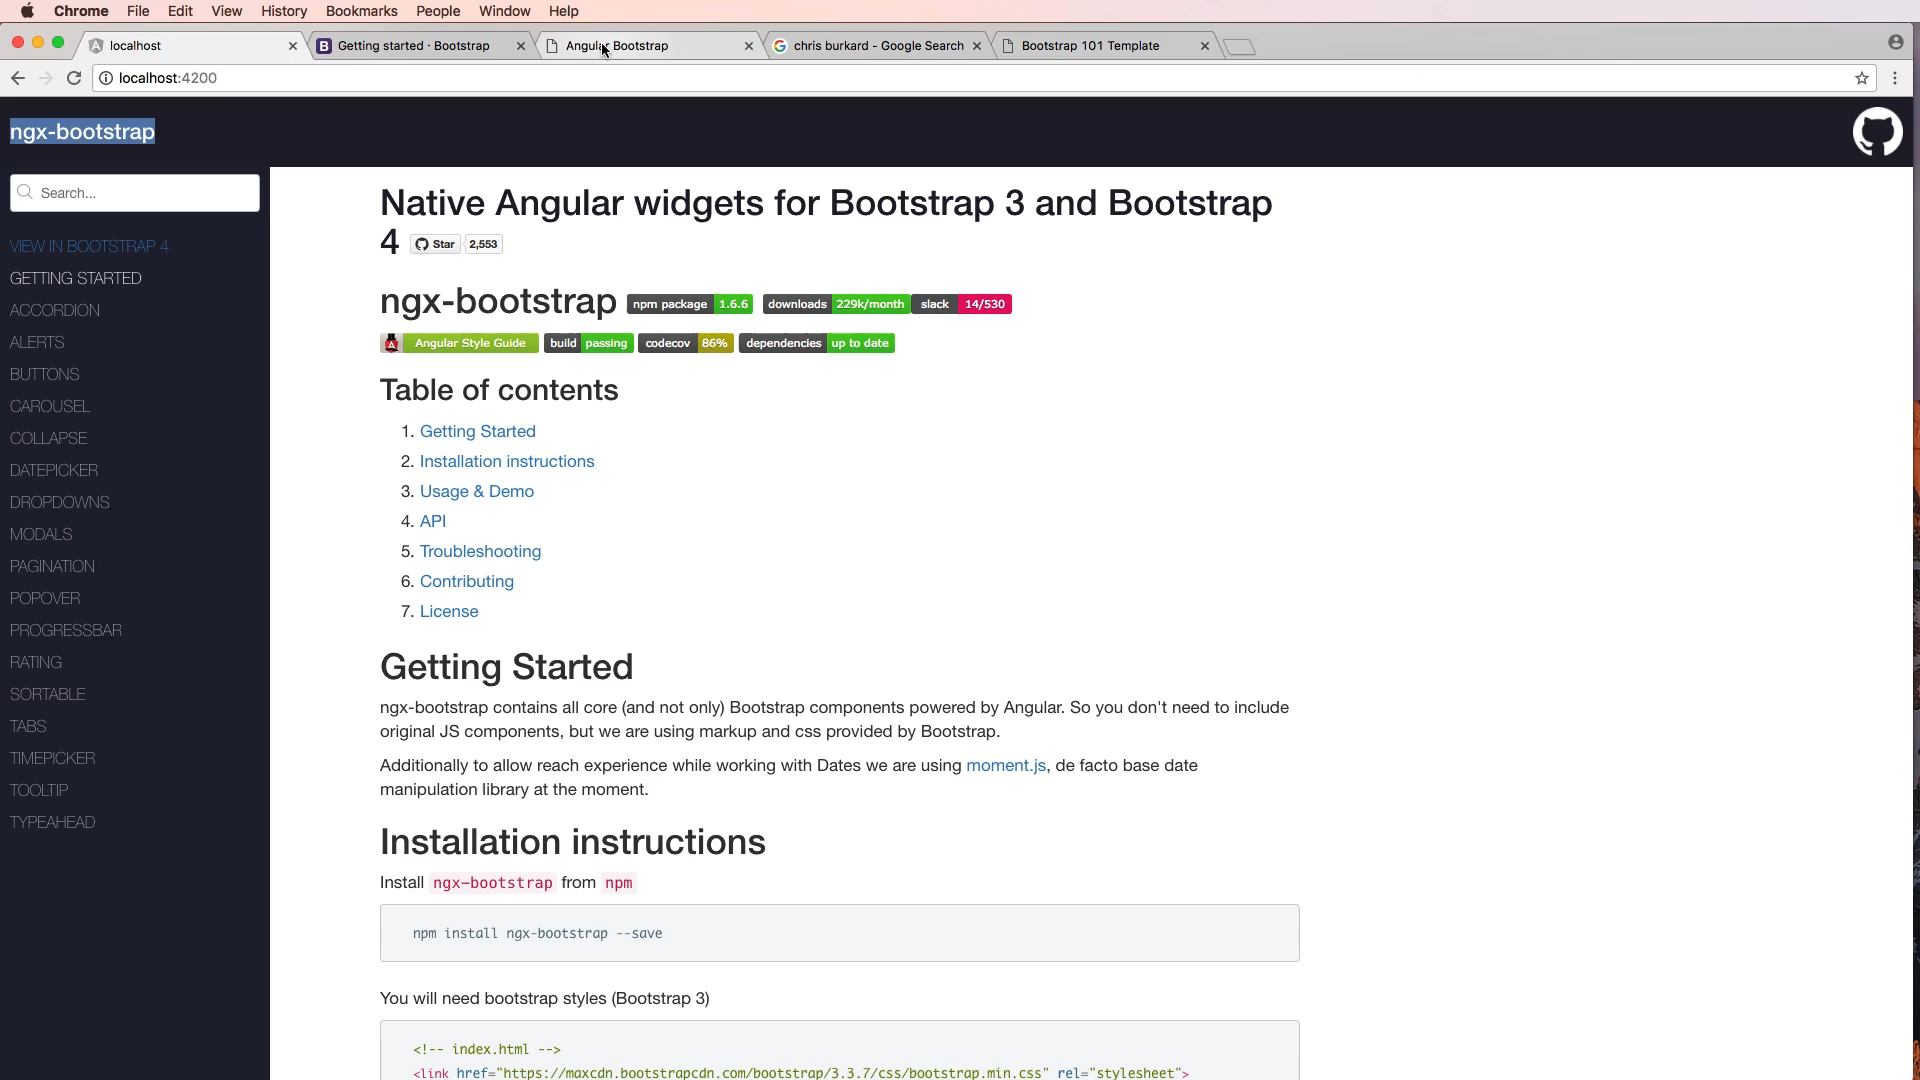 Chrome File Edit View History Bookmarks People Window Help
localhost
Getting started · Bootstrap
Angular Bootstrap
chris burkard - Google Search
Bootstrap 101 Template
localhost:4200
ngx-bootstrap
Search...
VIEW IN BOOTSTRAP 4
GETTING STARTED
ACCORDION
ALERTS
BUTTONS
CAROUSEL
COLLAPSE
DATEPICKER
DROPDOWNS
MODALS
PAGINATION
POPOVER
PROGRESSBAR
RATING
SORTABLE
TABS
TIMEPICKER
TOOLTIP
TYPEAHEAD
Native Angular widgets for Bootstrap 3 and Bootstrap
4 Star 2,553
ngx-bootstrap npm package 1.6.6 downloads 229k/month slack 14/530
Angular Style Guide build passing codecov 86% dependencies up to date
Table of contents
1. Getting Started
2. Installation instructions
3. Usage & Demo
4. API
5. Troubleshooting
6. Contributing
7. License
Getting Started
ngx-bootstrap contains all core (and not only) Bootstrap components powered by Angular. So you don't need to include
original JS components, but we are using markup and css provided by Bootstrap.
Additionally to allow reach experience while working with Dates we are using moment.js, de facto base date
manipulation library at the moment.
Installation instructions
Install ngx-bootstrap from npm
npm install ngx-bootstrap --save
You will need bootstrap styles (Bootstrap 3)
<!-- index.html -->
<link href="https://maxcdn.bootstrapcdn.com/bootstrap/3.3.7/css/bootstrap.min.css" rel="stylesheet">